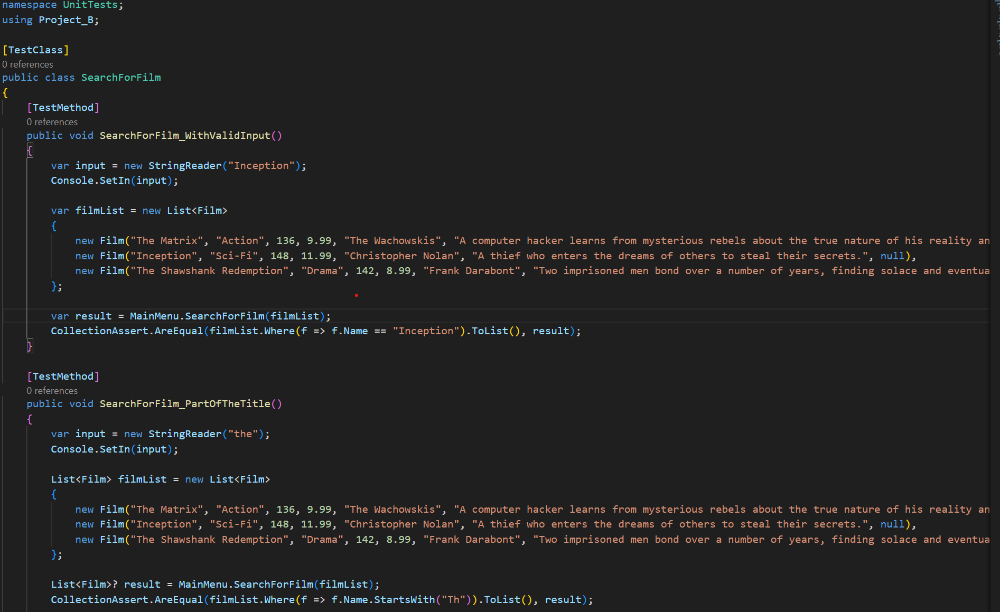 namespace UnitTests;
using Project_B;
[TestClass]
0 references
public class SearchForFilm
{
[TestMethod]
0 references
public void SearchForFilm_WithValidInput()
{
var input = new StringReader("Inception");
Console.SetIn(input);
var filmList = new List<Film>
{
new Film("The Matrix", "Action", 136, 9.99, "The Wachowskis", "A computer hacker learns from mysterious rebels about the true nature of his reality an
new Film("Inception", "Sci-Fi", 148, 11.99, "Christopher Nolan", "A thief who enters the dreams of others to steal their secrets.", null),
new Film("The Shawshank Redemption", "Drama", 142, 8.99, "Frank Darabont", "Two imprisoned men bond over a number of years, finding solace and eventua
};
var result = MainMenu.SearchForFilm(filmList);
CollectionAssert.AreEqual(filmList.Where(f => f.Name == "Inception").ToList(), result);
}
[TestMethod]
0 references
public void SearchForFilm_PartOfTheTitle()
{
var input = new StringReader("the");
Console.SetIn(input);
List<Film> filmList = new List<Film>
{
new Film("The Matrix", "Action", 136, 9.99, "The Wachowskis", "A computer hacker learns from mysterious rebels about the true nature of his reality an
new Film("Inception", "Sci-Fi", 148, 11.99, "Christopher Nolan", "A thief who enters the dreams of others to steal their secrets.", null),
new Film("The Shawshank Redemption", "Drama", 142, 8.99, "Frank Darabont", "Two imprisoned men bond over a number of years, finding solace and eventua
};
List<Film>? result = MainMenu.SearchForFilm(filmList);
CollectionAssert.AreEqual(filmList.Where(f => f.Name.StartsWith("Th")).ToList(), result);